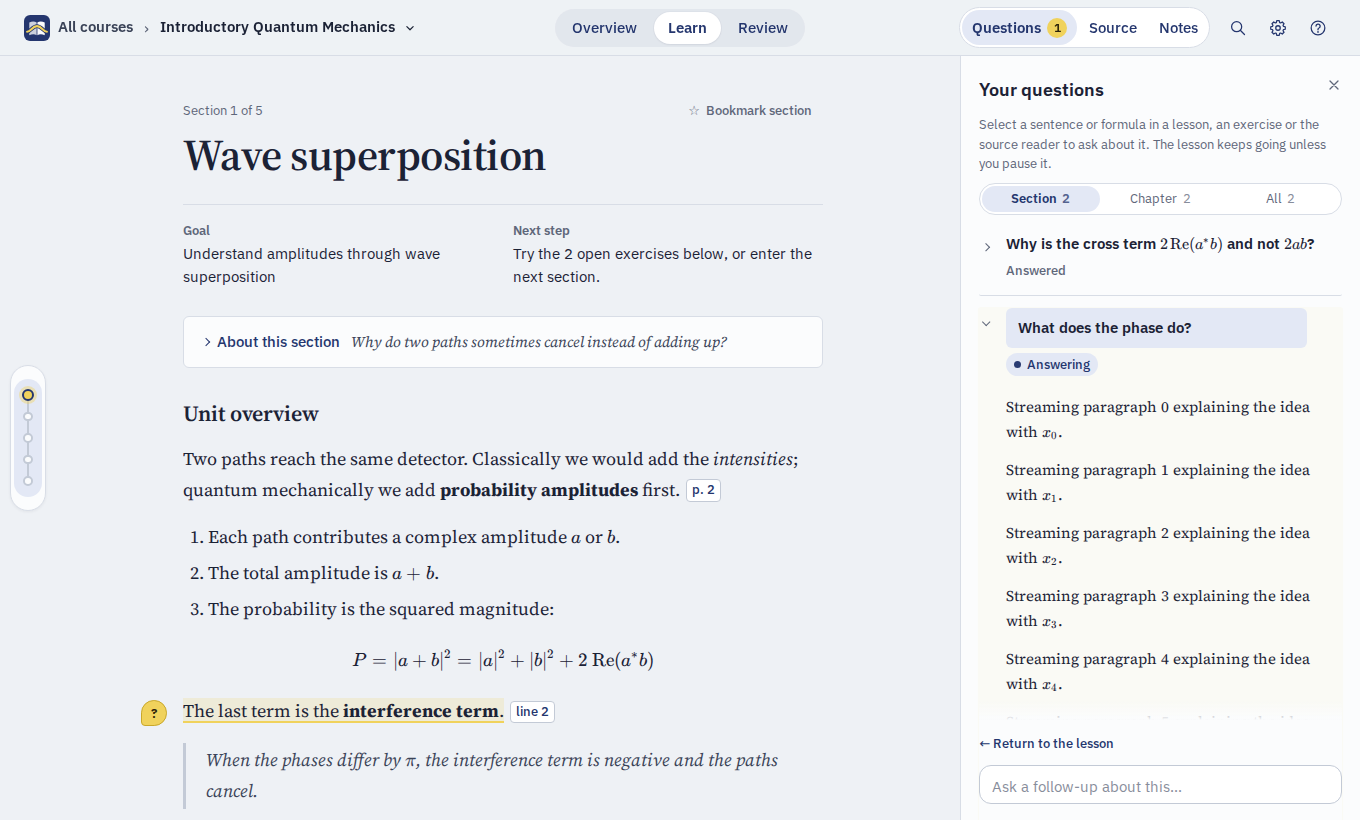 All courses › Introductory Quantum Mechanics
Overview Learn Review
Questions 1 Source Notes
Section 1 of 5
☆ Bookmark section
Wave superposition
Goal
Understand amplitudes through wave
superposition
Next step
Try the 2 open exercises below, or enter the
next section.
About this section Why do two paths sometimes cancel instead of adding up?
Unit overview
Two paths reach the same detector. Classically we would add the intensities;
quantum mechanically we add probability amplitudes first. p. 2
1. Each path contributes a complex amplitude a or b.
2. The total amplitude is a + b.
3. The probability is the squared magnitude:
P = |a + b|² = |a|² + |b|² + 2 Re(a*b)
?
The last term is the interference term. line 2
When the phases differ by π, the interference term is negative and the paths
cancel.
Your questions
Select a sentence or formula in a lesson, an exercise or the
source reader to ask about it. The lesson keeps going unless
you pause it.
Section 2 Chapter 2 All 2
Why is the cross term 2 Re(a*b) and not 2ab?
Answered
What does the phase do?
Answering
Streaming paragraph 0 explaining the idea
with x₀.
Streaming paragraph 1 explaining the idea
with x₁.
Streaming paragraph 2 explaining the idea
with x₂.
Streaming paragraph 3 explaining the idea
with x₃.
Streaming paragraph 4 explaining the idea
with x₄.
← Return to the lesson
Ask a follow-up about this...